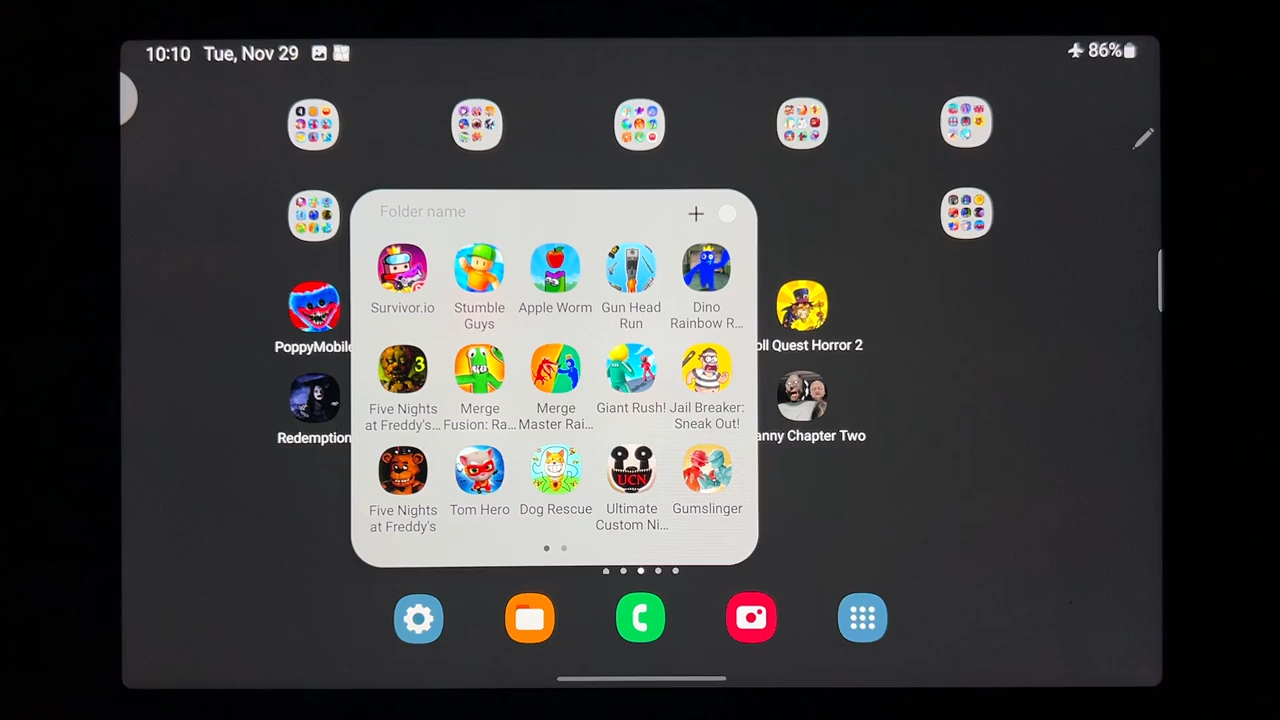 10:10 Tue, Nov 29
86%
Folder name
Survivor.io
Stumble
Guys
Apple Worm
Gun Head
Run
Dino
Rainbow R...
PoppyMobile
oll Quest Horror 2
3
Five Nights
at Freddy's...
Merge
Fusion: Ra...
Merge
Master Rai...
Giant Rush!
Jail Breaker:
Sneak Out!
Redemption
anny Chapter Two
UCN
Five Nights
at Freddy's
Tom Hero
Dog Rescue
Ultimate
Custom Ni...
Gumslinger